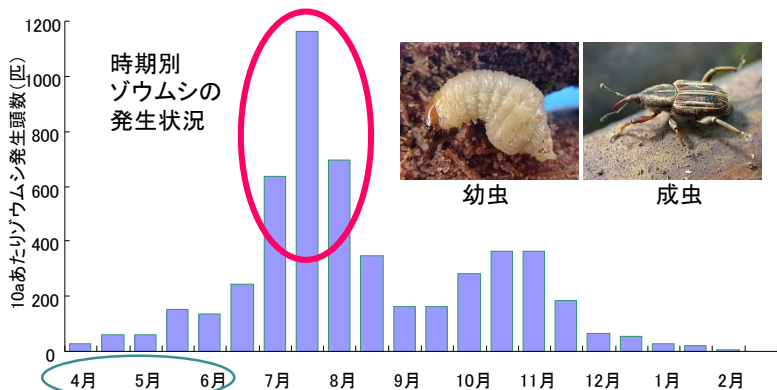 1200
1000
800
600
400
200
0
10aあたりゾウムシ発生頭数(匹)
時期別
ゾウムシの
発生状況
幼虫 成虫
4月 5月 6月 7月 8月 9月 10月 11月 12月 1月 2月